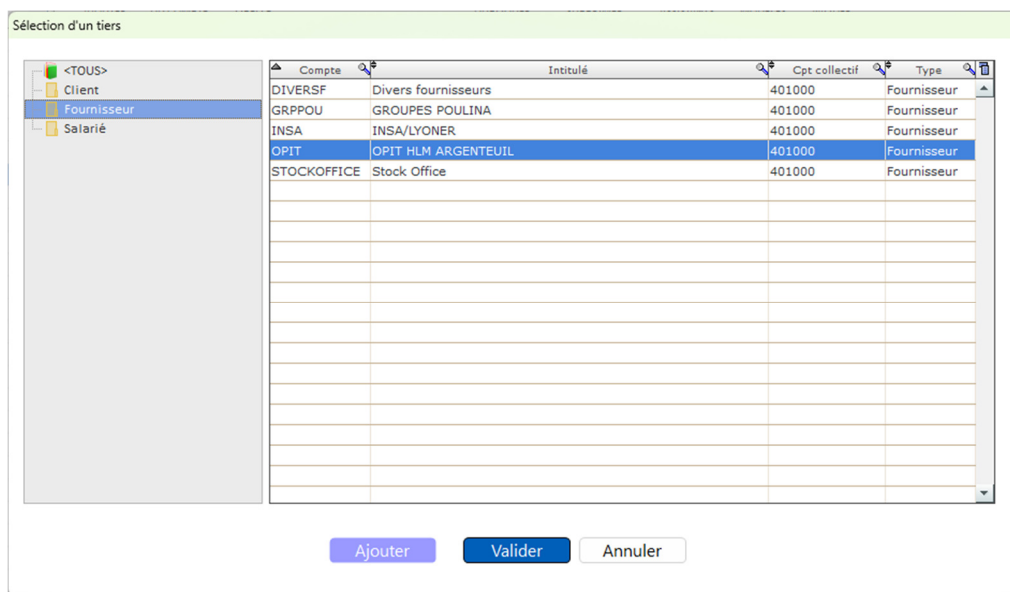 Sélection d'un tiers
<TOUS>
Client
Fournisseur
Salarié
Compte Intitulé Cpt collectif Type
DIVERSF Divers fournisseurs 401000 Fournisseur
GRPPOU GROUPES POULINA 401000 Fournisseur
INSA INSA/LYONER 401000 Fournisseur
OPIT OPIT HLM ARGENTEUIL 401000 Fournisseur
STOCKOFFICE Stock Office 401000 Fournisseur
Ajouter Valider Annuler